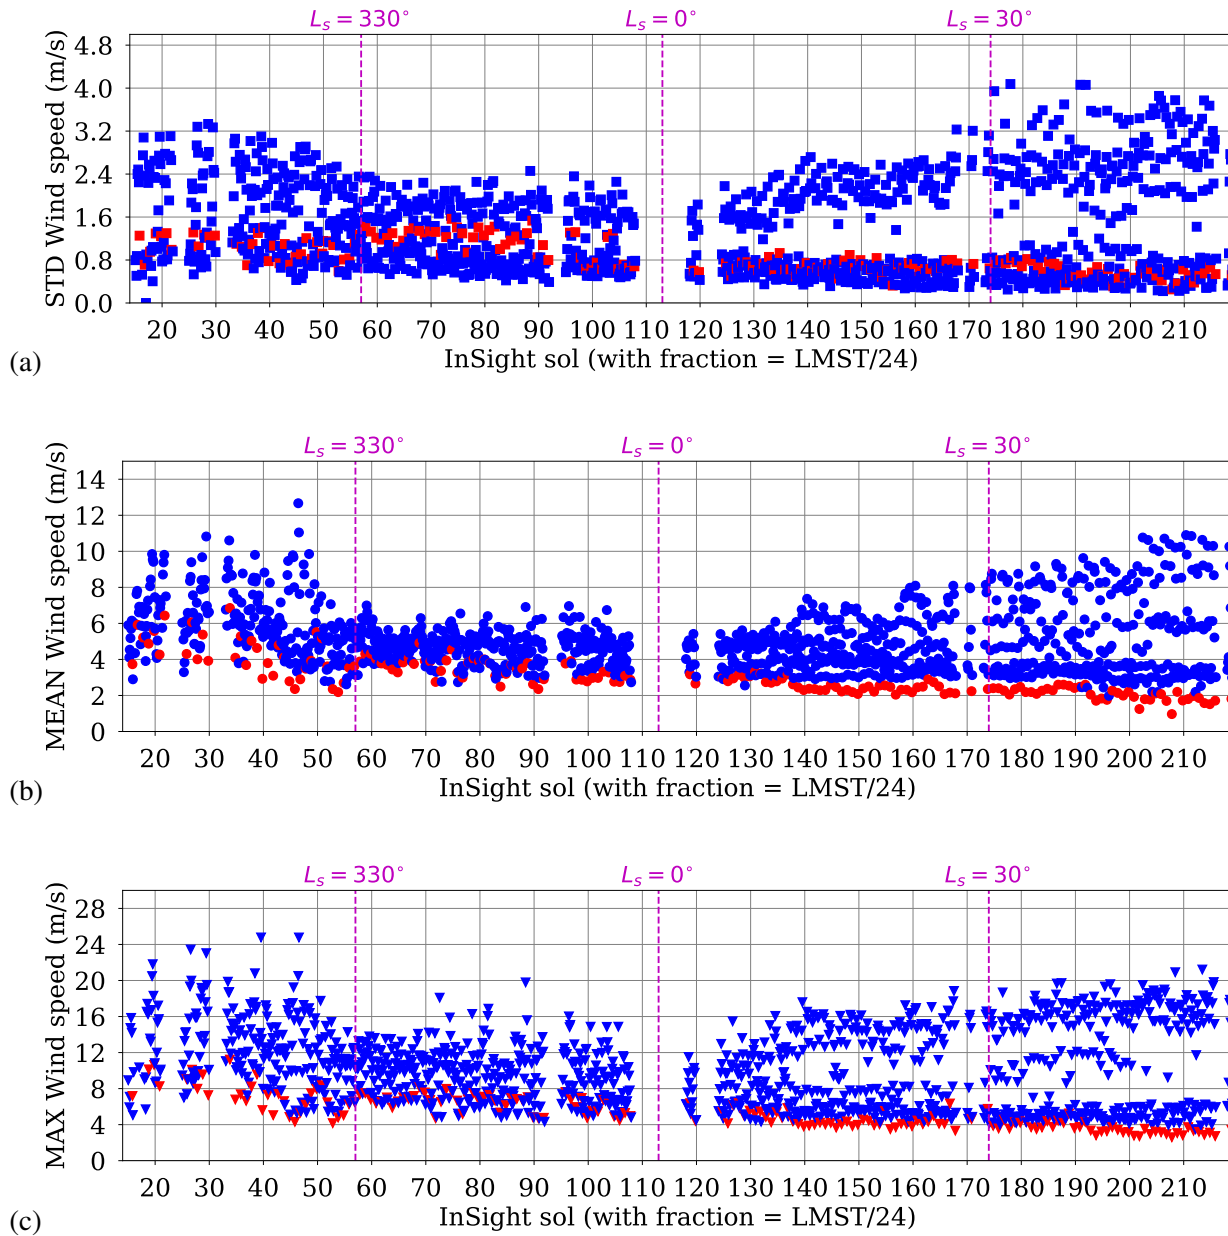 L_s = 330° L_s = 0° L_s = 30°
STD Wind speed (m/s)
4.8
4.0
3.2
2.4
1.6
0.8
0.0
20 30 40 50 60 70 80 90 100 110 120 130 140 150 160 170 180 190 200 210
InSight sol (with fraction = LMST/24)
(a)
L_s = 330° L_s = 0° L_s = 30°
MEAN Wind speed (m/s)
14
12
10
8
6
4
2
0
20 30 40 50 60 70 80 90 100 110 120 130 140 150 160 170 180 190 200 210
InSight sol (with fraction = LMST/24)
(b)
L_s = 330° L_s = 0° L_s = 30°
MAX Wind speed (m/s)
28
24
20
16
12
8
4
0
20 30 40 50 60 70 80 90 100 110 120 130 140 150 160 170 180 190 200 210
InSight sol (with fraction = LMST/24)
(c)